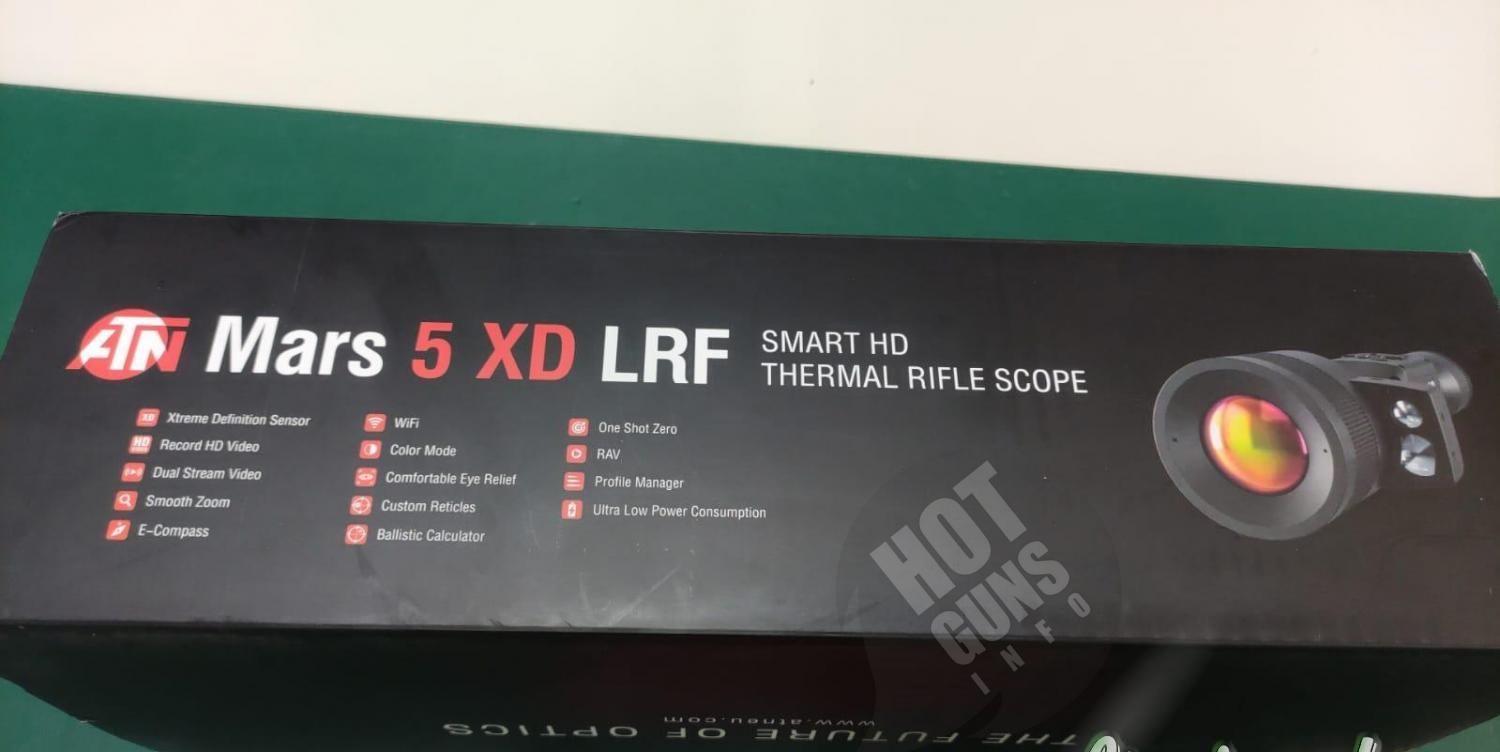 ATN Mars 5 XD LRF
SMART HD
THERMAL RIFLE SCOPE
XD Xtreme Definition Sensor
HD Record HD Video
Dual Stream Video
Smooth Zoom
E-Compass
WiFi
Color Mode
Comfortable Eye Relief
Custom Reticles
Ballistic Calculator
One Shot Zero
RAV
Profile Manager
Ultra Low Power Consumption
HOT
GUNS
INFO
www.atneu.com
THE FUTURE OF OPTICS